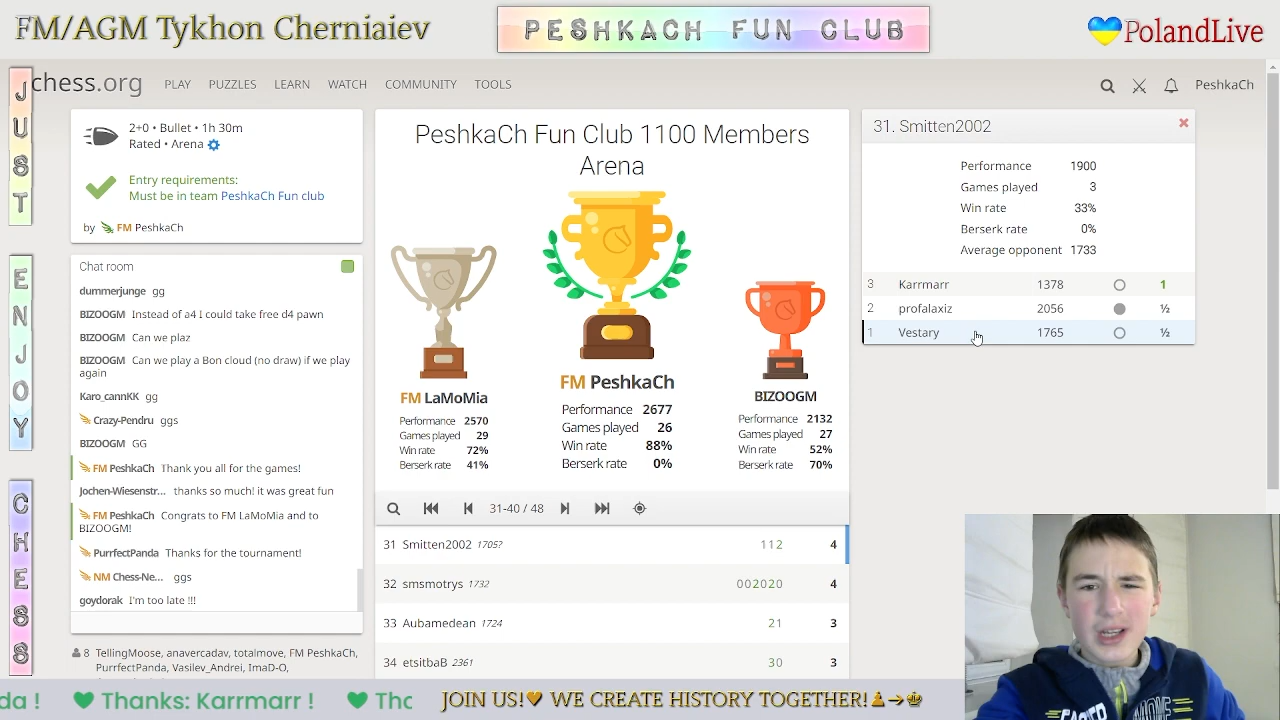 FM/AGM Tykhon Cherniaiev
PESHKACH FUN CLUB
PolandLive
JUST
ENJOY
CHESS
chess.org
PLAY PUZZLES LEARN WATCH COMMUNITY TOOLS
PeshkaCh
2+0 • Bullet • 1h 30m
Rated • Arena
Entry requirements:
Must be in team PeshkaCh Fun club
by FM PeshkaCh
Chat room
dummerjunge gg
BIZOOGM Instead of a4 I could take free d4 pawn
BIZOOGM Can we plaz
BIZOOGM Can we play a Bon cloud (no draw) if we play
again
Karo_cannKK gg
Crazy-Pendru ggs
BIZOOGM GG
FM PeshkaCh Thank you all for the games!
Jochen-Wiesenstr... thanks so much! it was great fun
FM PeshkaCh Congrats to FM LaMoMia and to
BIZOOGM!
PurrfectPanda Thanks for the tournament!
NM Chess-Ne... ggs
goydorak I'm too late !!!
8 TellingMoose, anavercadav, totalmove, FM PeshkaCh,
PurrfectPanda, Vasilev_Andrei, ImaD-O,
PeshkaCh Fun Club 1100 Members
Arena
FM LaMoMia
Performance 2570
Games played 29
Win rate 72%
Berserk rate 41%
FM PeshkaCh
Performance 2677
Games played 26
Win rate 88%
Berserk rate 0%
BIZOOGM
Performance 2132
Games played 27
Win rate 52%
Berserk rate 70%
31-40 / 48
31 Smitten2002 1705? 112 4
32 smsmotrys 1732 002020 4
33 Aubamedean 1724 21 3
34 etsitbaB 2361 30 3
31. Smitten2002
Performance 1900
Games played 3
Win rate 33%
Berserk rate 0%
Average opponent 1733
3 Karrmarr 1378 1
2 profalaxiz 2056 ½
1 Vestary 1765 ½
da ! Thanks: Karrmarr ! Tha
JOIN US! WE CREATE HISTORY TOGETHER!